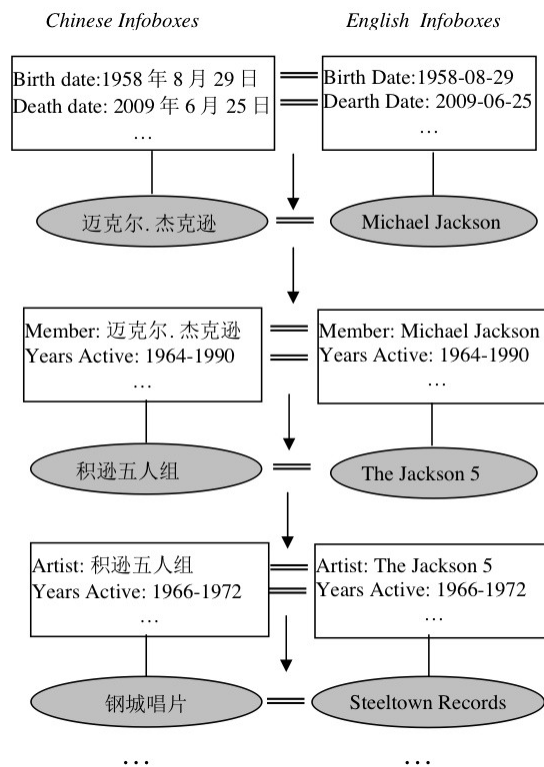 Chinese Infoboxes
English Infoboxes
Birth date:1958 年 8 月 29 日
Death date: 2009 年 6 月 25 日
…
Birth Date:1958-08-29
Dearth Date: 2009-06-25
…
迈克尔.杰克逊
Michael Jackson
Member: 迈克尔.杰克逊
Years Active: 1964-1990
…
Member: Michael Jackson
Years Active: 1964-1990
…
积逊五人组
The Jackson 5
Artist: 积逊五人组
Years Active: 1966-1972
…
Artist: The Jackson 5
Years Active: 1966-1972
…
钢城唱片
Steeltown Records
…
…